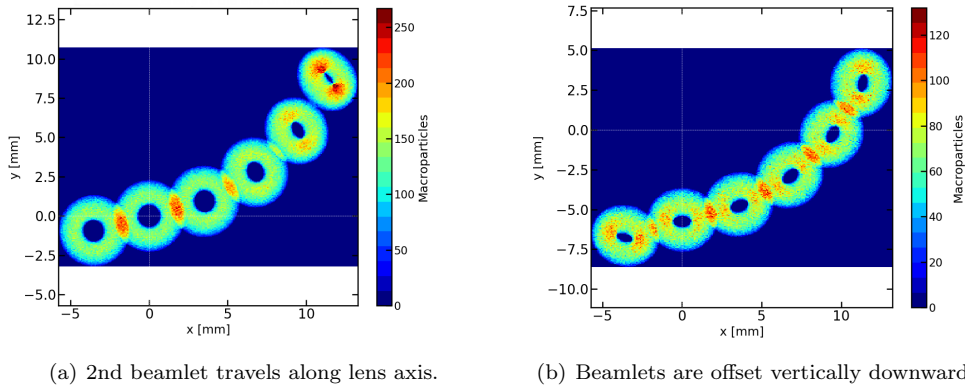 12.5
10.0
7.5
5.0
2.5
0.0
−2.5
−5.0
y [mm]
−5 0 5 10
x [mm]
250
200
150
100
50
0
Macroparticles
7.5
5.0
2.5
0.0
−2.5
−5.0
−7.5
−10.0
y [mm]
−5 0 5 10
x [mm]
120
100
80
60
40
20
0
Macroparticles
(a) 2nd beamlet travels along lens axis.
(b) Beamlets are offset vertically downward